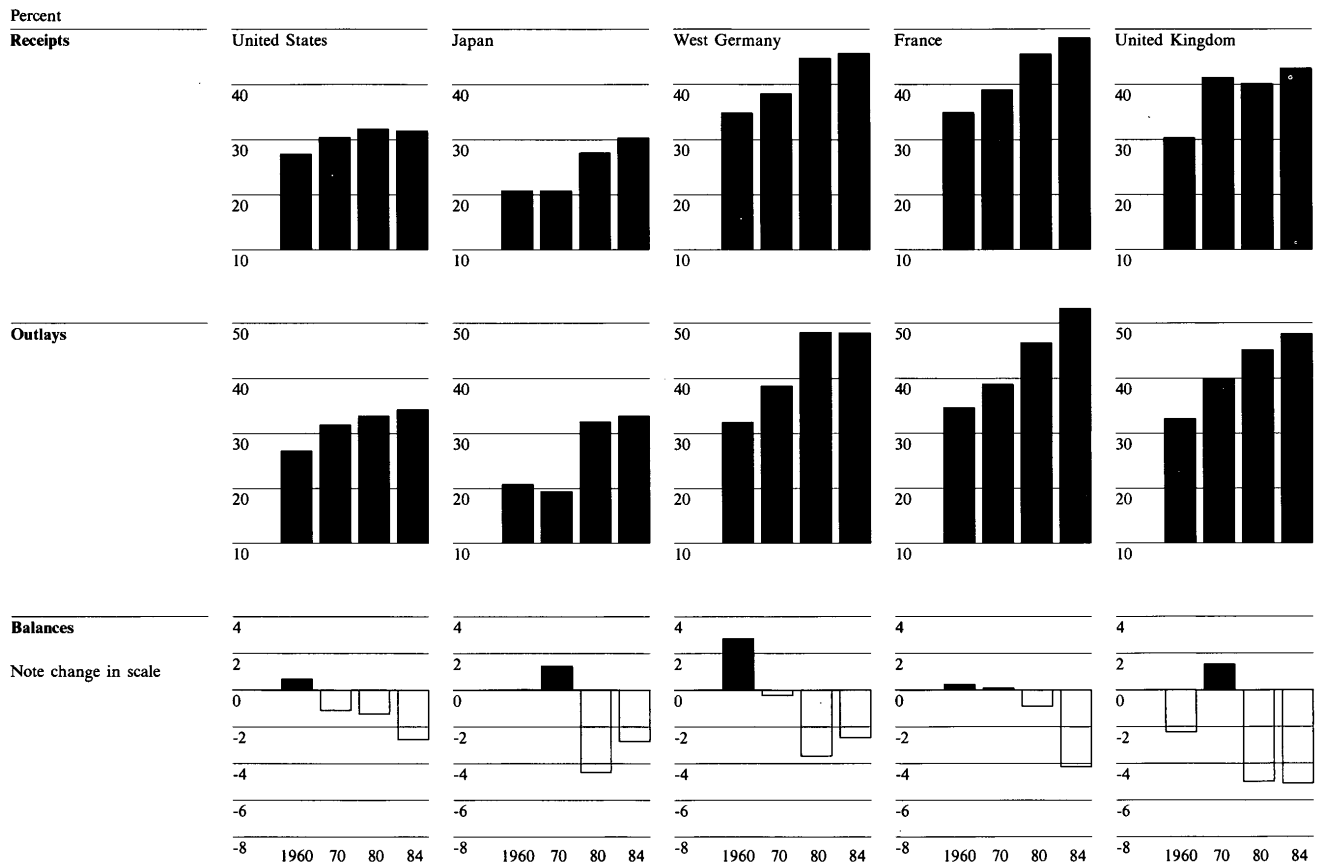 Percent
Receipts United States Japan West Germany France United Kingdom
40 40 40 40 40
30 30 30 30 30
20 20 20 20 20
10 10 10 10 10
Outlays 50 50 50 50 50
40 40 40 40 40
30 30 30 30 30
20 20 20 20 20
10 10 10 10 10
Balances 4 4 4 4 4
Note change in scale 2 2 2 2 2
0 0 0 0 0
-2 -2 -2 -2 -2
-4 -4 -4 -4 -4
-6 -6 -6 -6 -6
-8 1960 70 80 84 -8 1960 70 80 84 -8 1960 70 80 84 -8 1960 70 80 84 -8 1960 70 80 84